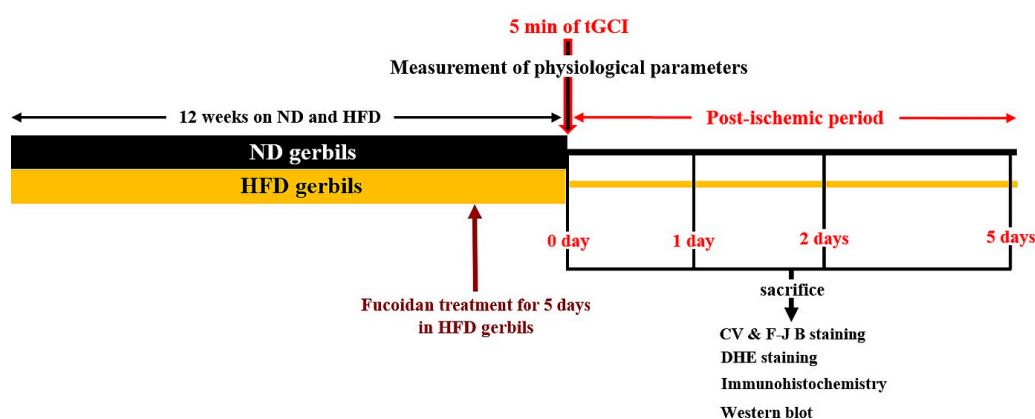 5 min of tGCI
Measurement of physiological parameters
12 weeks on ND and HFD
Post-ischemic period
ND gerbils
HFD gerbils
0 day
1 day
2 days
5 days
Fucoidan treatment for 5 days
in HFD gerbils
sacrifice
CV & F-J B staining
DHE staining
Immunohistochemistry
Western blot